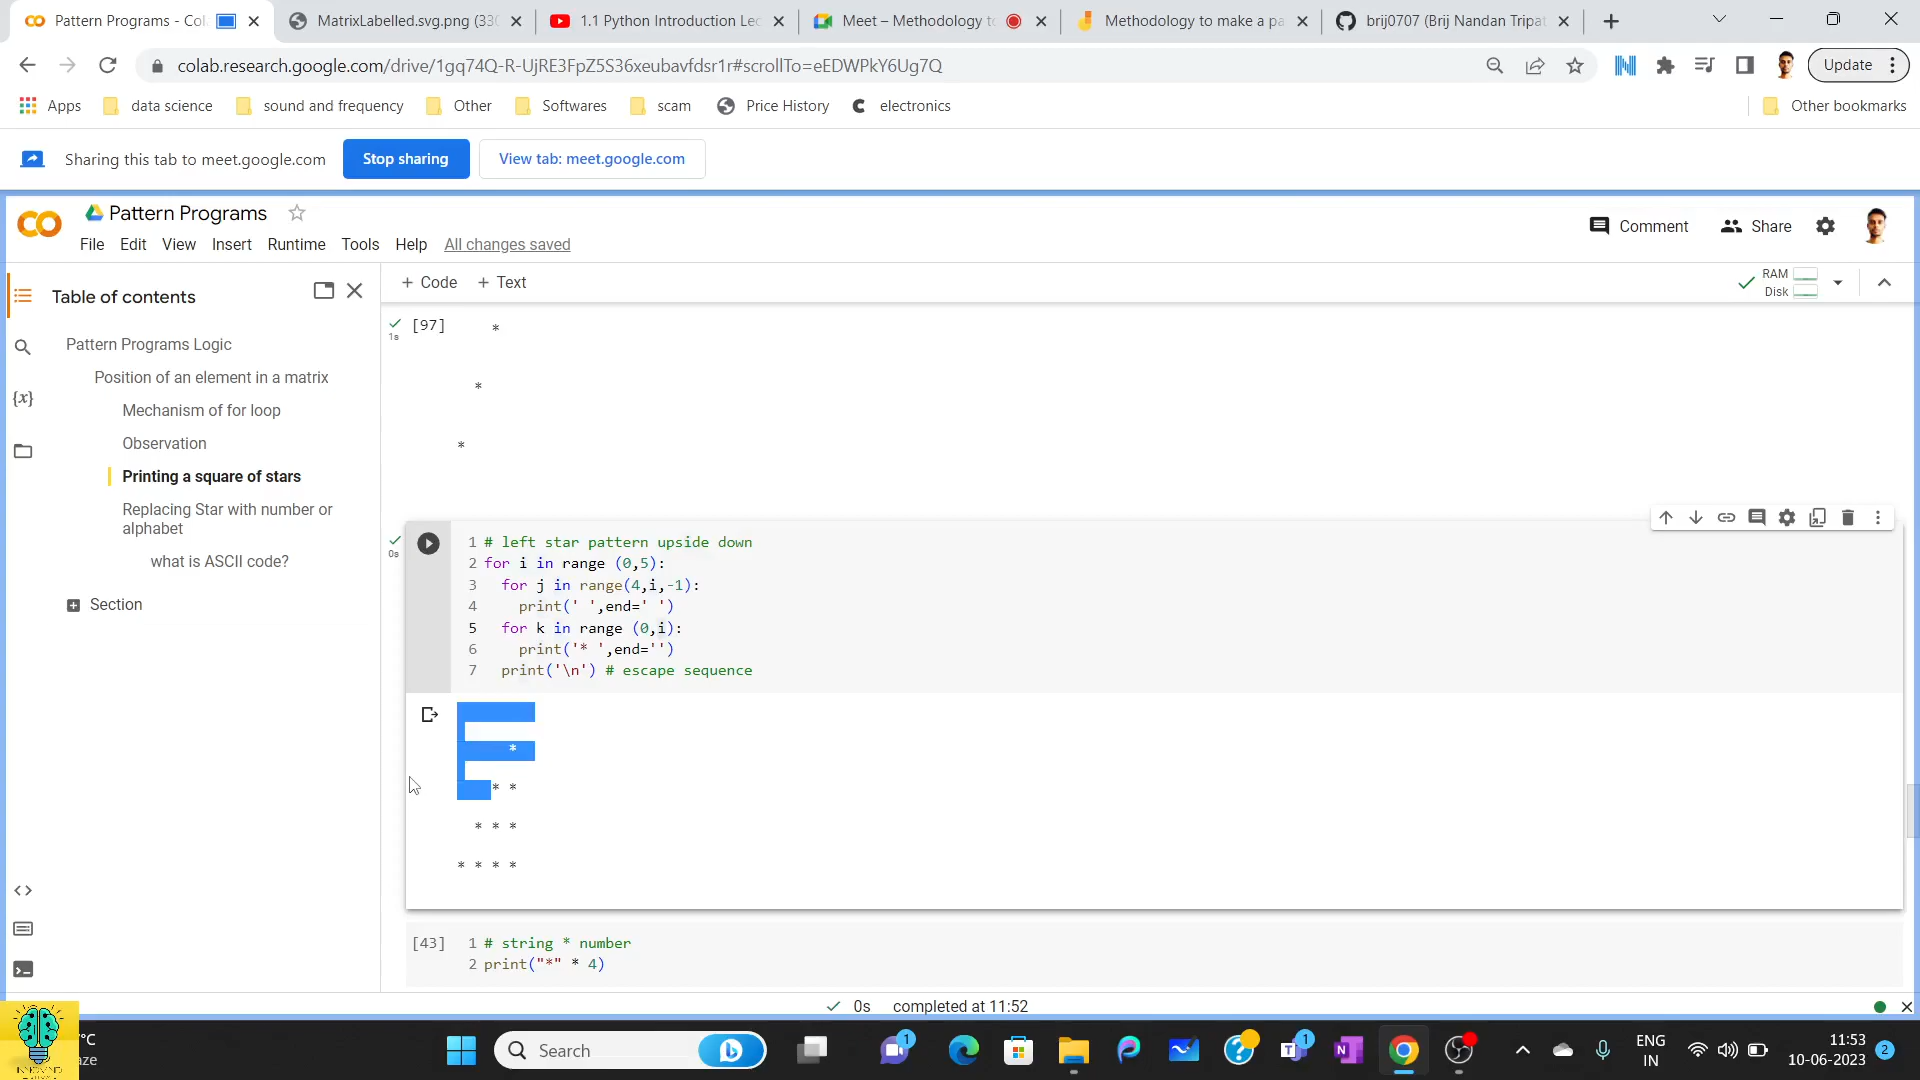 Pattern Programs - Col
MatrixLabelled.svg.png (330
1.1 Python Introduction Lec
Meet – Methodology to
Methodology to make a pa
brij0707 (Brij Nandan Tripat
colab.research.google.com/drive/1gq74Q-R-UjRE3FpZ5S36xeubavfdsr1r#scrollTo=eEDWPkY6Ug7Q
Update
Apps
data science
sound and frequency
Other
Softwares
scam
Price History
electronics
Other bookmarks
Sharing this tab to meet.google.com
Stop sharing
View tab: meet.google.com
Pattern Programs
File Edit View Insert Runtime Tools Help All changes saved
Comment
Share
Table of contents
+ Code + Text
RAM
Disk
Pattern Programs Logic
Position of an element in a matrix
Mechanism of for loop
Observation
Printing a square of stars
Replacing Star with number or
alphabet
what is ASCII code?
Section
{x}
1s
[97] *
*
*
0s
1 # left star pattern upside down
2 for i in range (0,5):
3 for j in range(4,i,-1):
4 print(' ',end=' ')
5 for k in range (0,i):
6 print('* ',end='')
7 print('\n') # escape sequence
*
* *
* * *
* * * *
[43] 1 # string * number
2 print("*" * 4)
0s completed at 11:52
°C
aze
Search
1
1
ENG
IN
11:53
10-06-2023
2